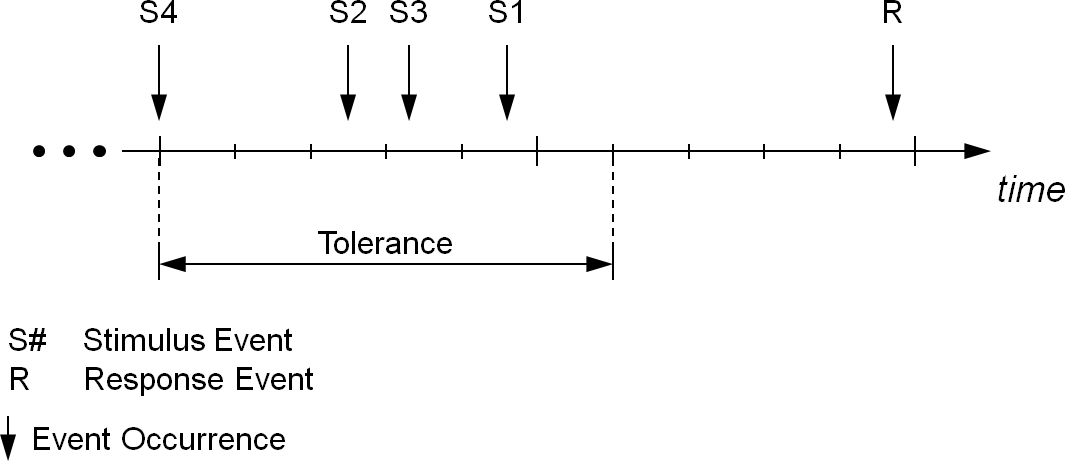 S4 S2 S3 S1 R
time
Tolerance
S# Stimulus Event
R Response Event
Event Occurrence